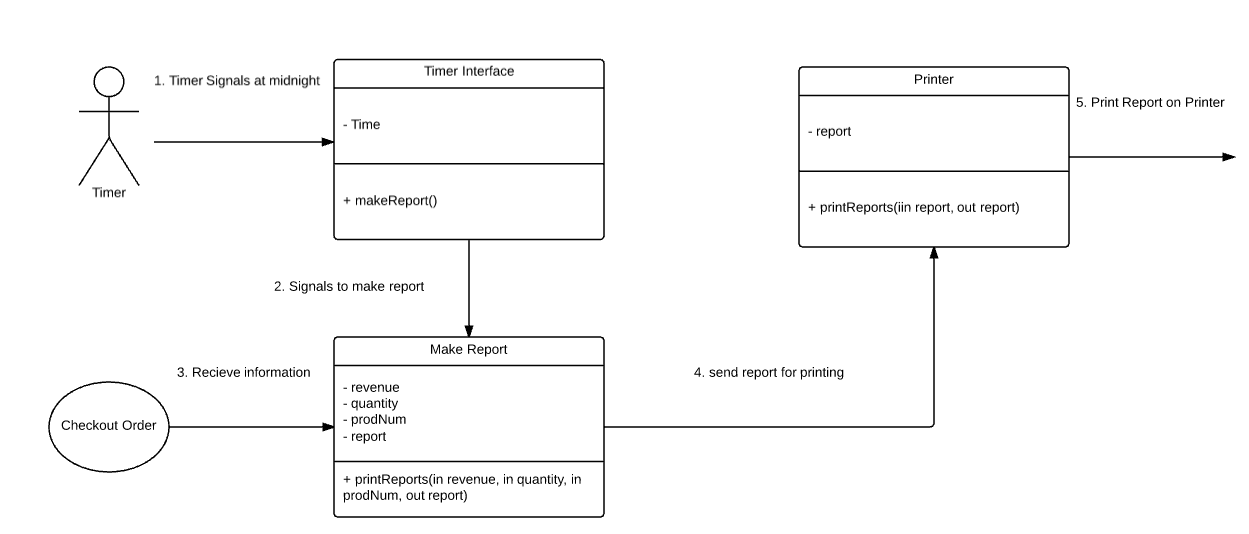 1. Timer Signals at midnight
Timer
Timer Interface
- Time
+ makeReport()
2. Signals to make report
3. Recieve information
Checkout Order
Make Report
- revenue
- quantity
- prodNum
- report
+ printReports(in revenue, in quantity, in
prodNum, out report)
4. send report for printing
Printer
- report
+ printReports(iin report, out report)
5. Print Report on Printer